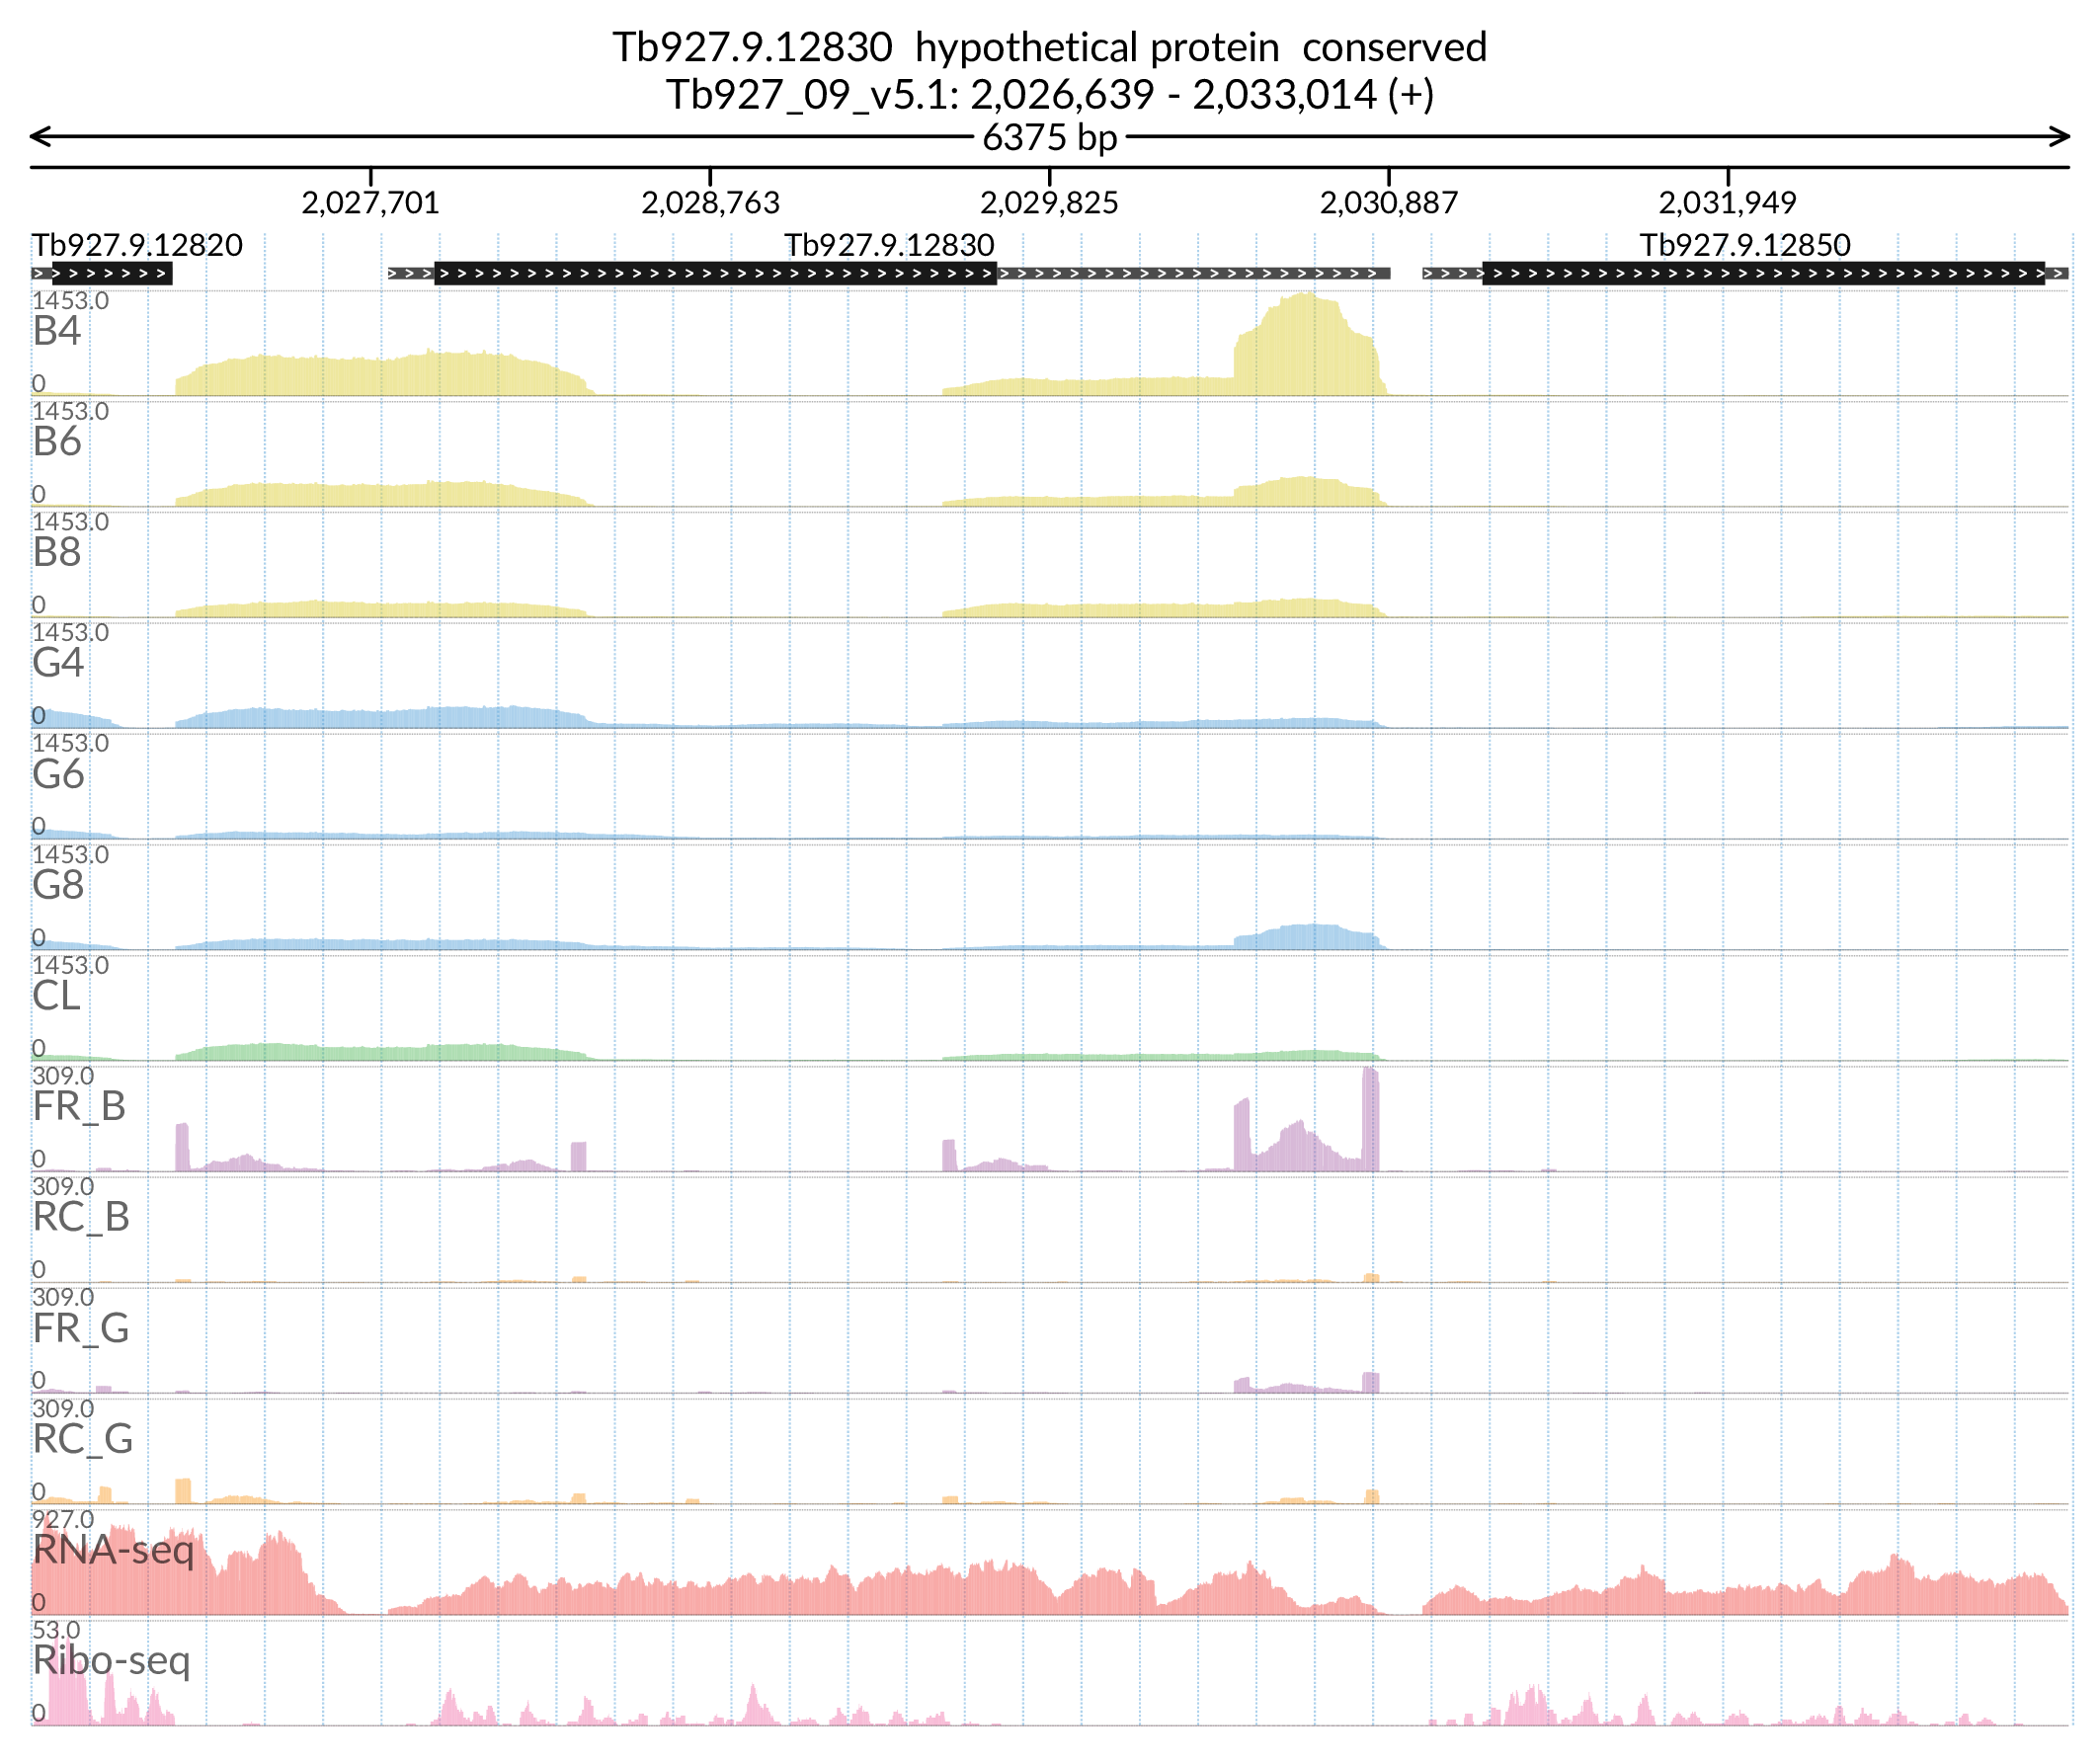 Tb927.9.12830  hypothetical protein  conserved
Tb927_09_v5.1: 2,026,639 - 2,033,014 (+)
6375 bp
2,027,701 2,028,763 2,029,825 2,030,887 2,031,949
Tb927.9.12820 Tb927.9.12830 Tb927.9.12850
1453.0
B4
0
1453.0
B6
0
1453.0
B8
0
1453.0
G4
0
1453.0
G6
0
1453.0
G8
0
1453.0
CL
0
309.0
FR_B
0
309.0
RC_B
0
309.0
FR_G
0
309.0
RC_G
0
927.0
RNA-seq
0
53.0
Ribo-seq
0